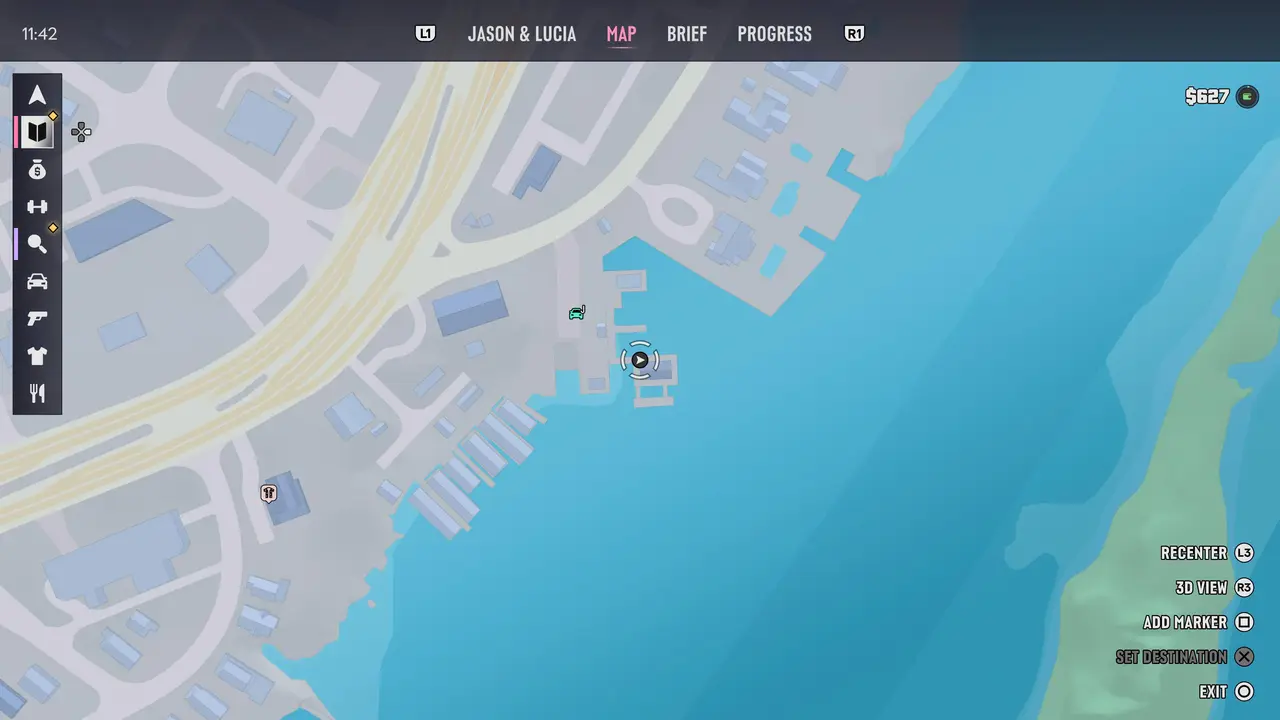 11:42
L1
JASON & LUCIA
MAP
BRIEF
PROGRESS
R1
$627
RECENTER L3
3D VIEW R3
ADD MARKER
SET DESTINATION
EXIT